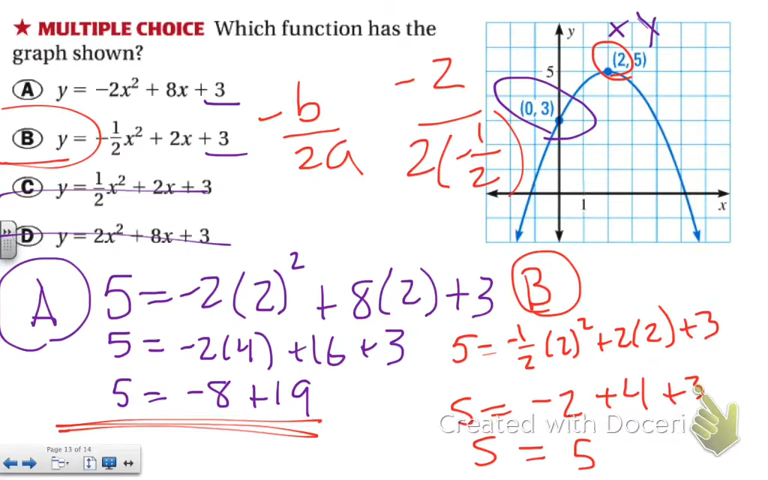 ★ MULTIPLE CHOICE Which function has the
graph shown?
A y = −2x² + 8x + 3
B y = −1/2x² + 2x + 3
C y = 1/2x² + 2x + 3
D y = 2x² + 8x + 3
-b/2a
-2/2(-1/2)
X Y
y
(2, 5)
5
(0, 3)
1
x
A 5 = -2(2)² + 8(2) + 3
5 = -2(4) + 16 + 3
5 = -8 + 19
B
5 = -1/2(2)² + 2(2) + 3
5 = -2 + 4 + 3
5 = 5
Created with Doceri
Page 13 of 14